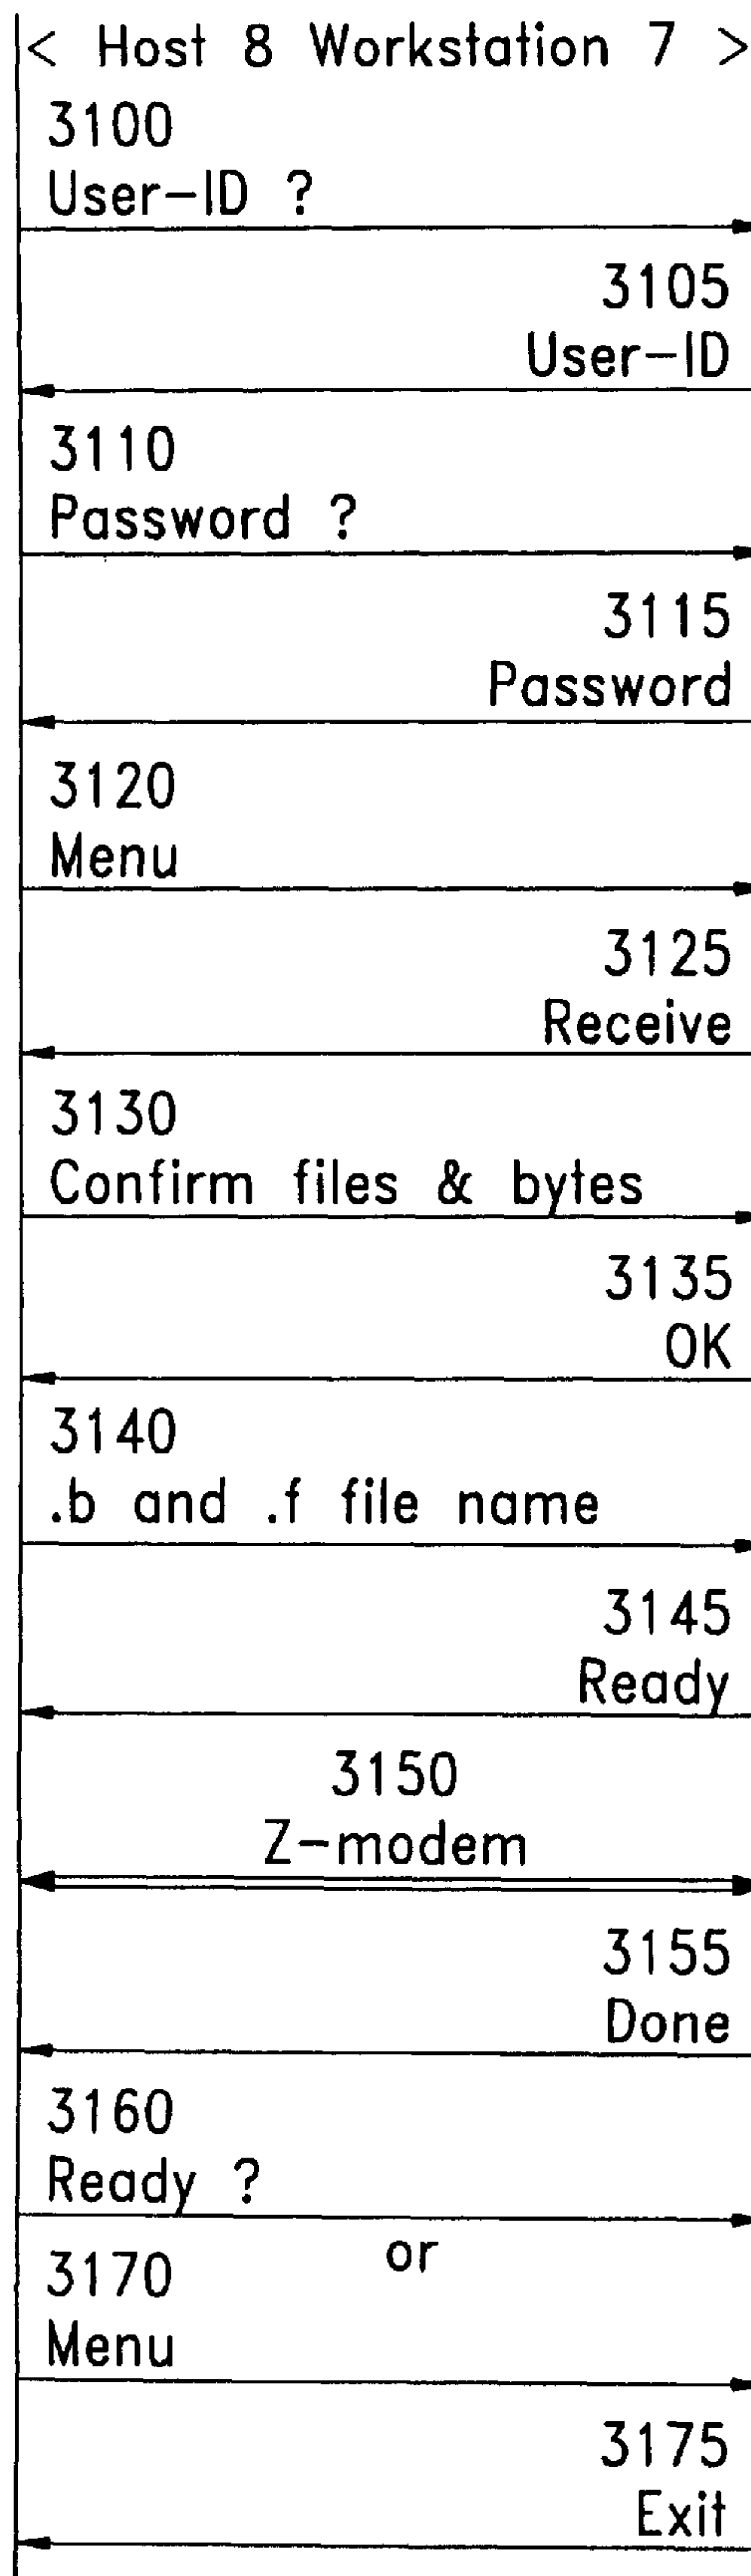 < Host 8 Workstation 7 >
3100
User-ID ?
3105
User-ID
3110
Password ?
3115
Password
3120
Menu
3125
Receive
3130
Confirm files & bytes
3135
OK
3140
.b and .f file name
3145
Ready
3150
Z-modem
3155
Done
3160
Ready ?
or
3170
Menu
3175
Exit